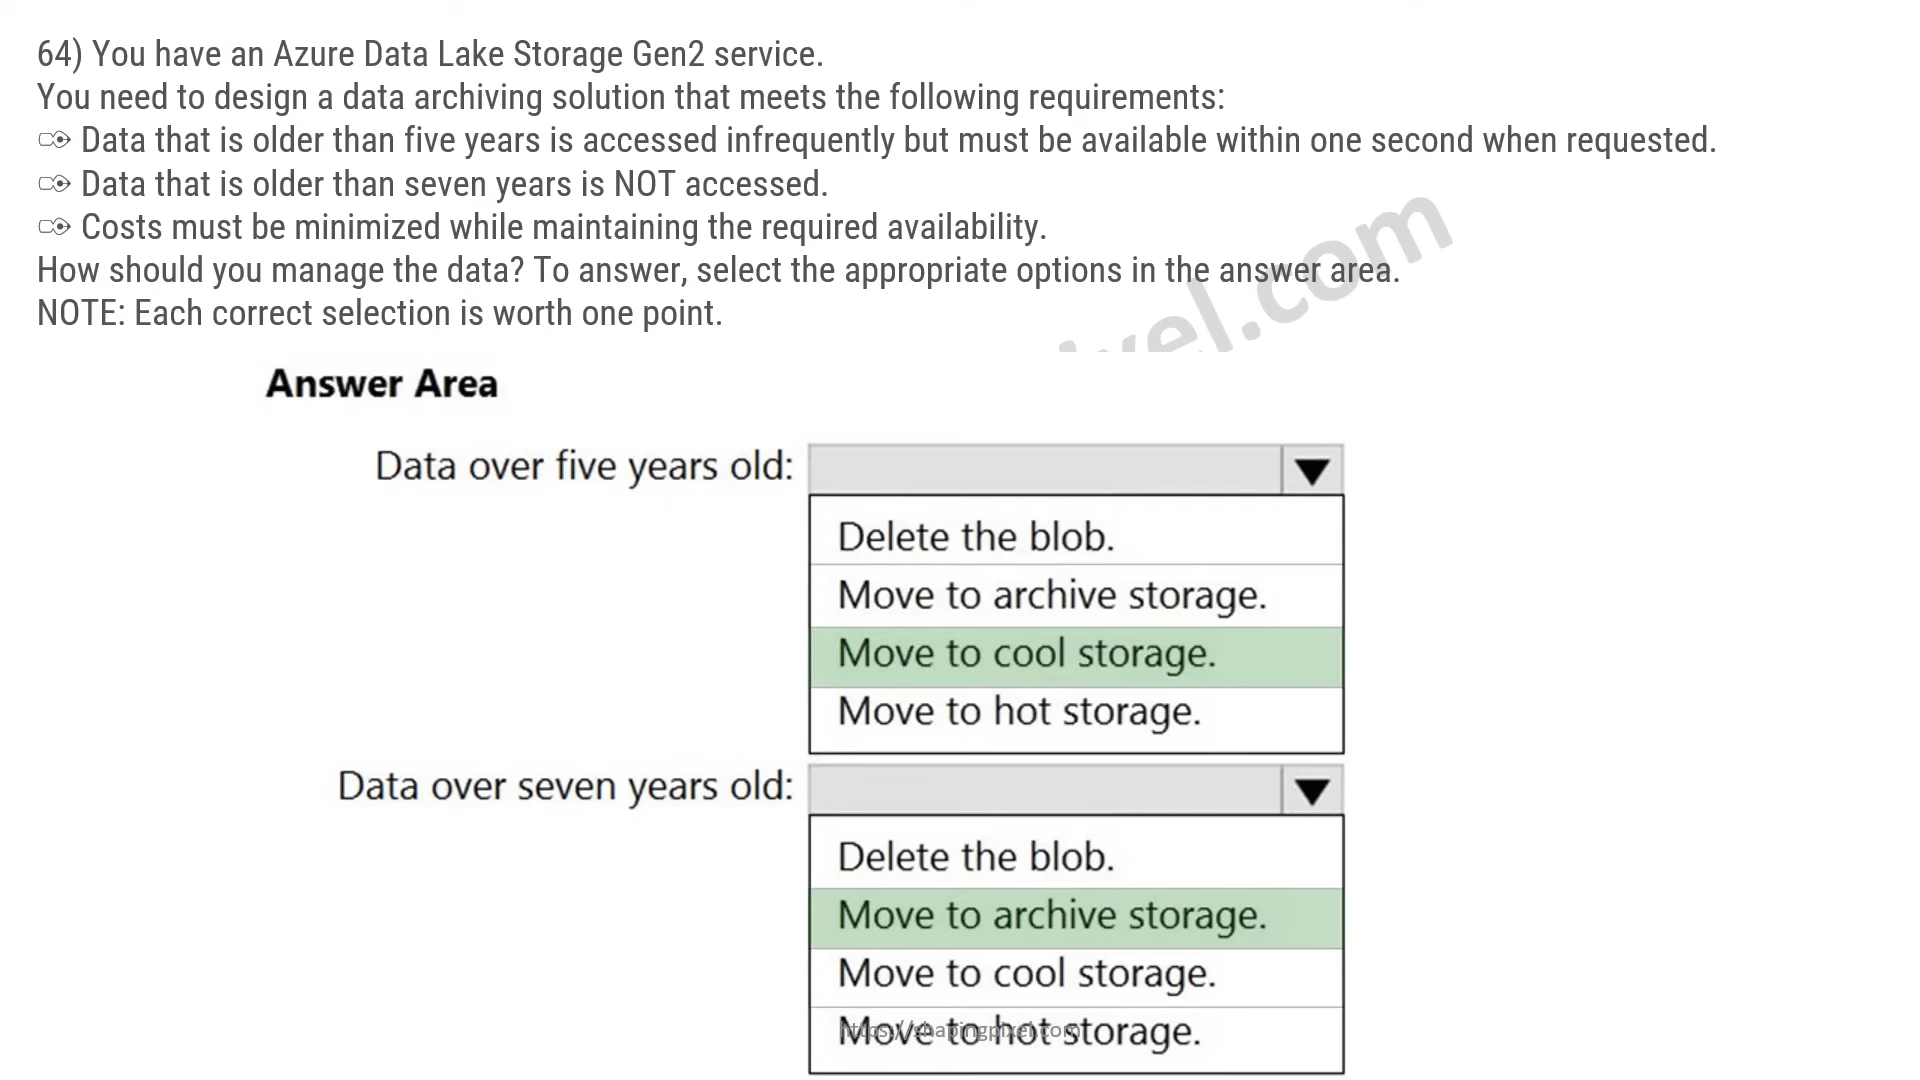 64) You have an Azure Data Lake Storage Gen2 service.
You need to design a data archiving solution that meets the following requirements:
Data that is older than five years is accessed infrequently but must be available within one second when requested.
Data that is older than seven years is NOT accessed.
Costs must be minimized while maintaining the required availability.
How should you manage the data? To answer, select the appropriate options in the answer area.
NOTE: Each correct selection is worth one point.
xel.com
Answer Area
Data over five years old:
Delete the blob.
Move to archive storage.
Move to cool storage.
Move to hot storage.
Data over seven years old:
Delete the blob.
Move to archive storage.
Move to cool storage.
Move to hot storage.
https://shapingpixel.com